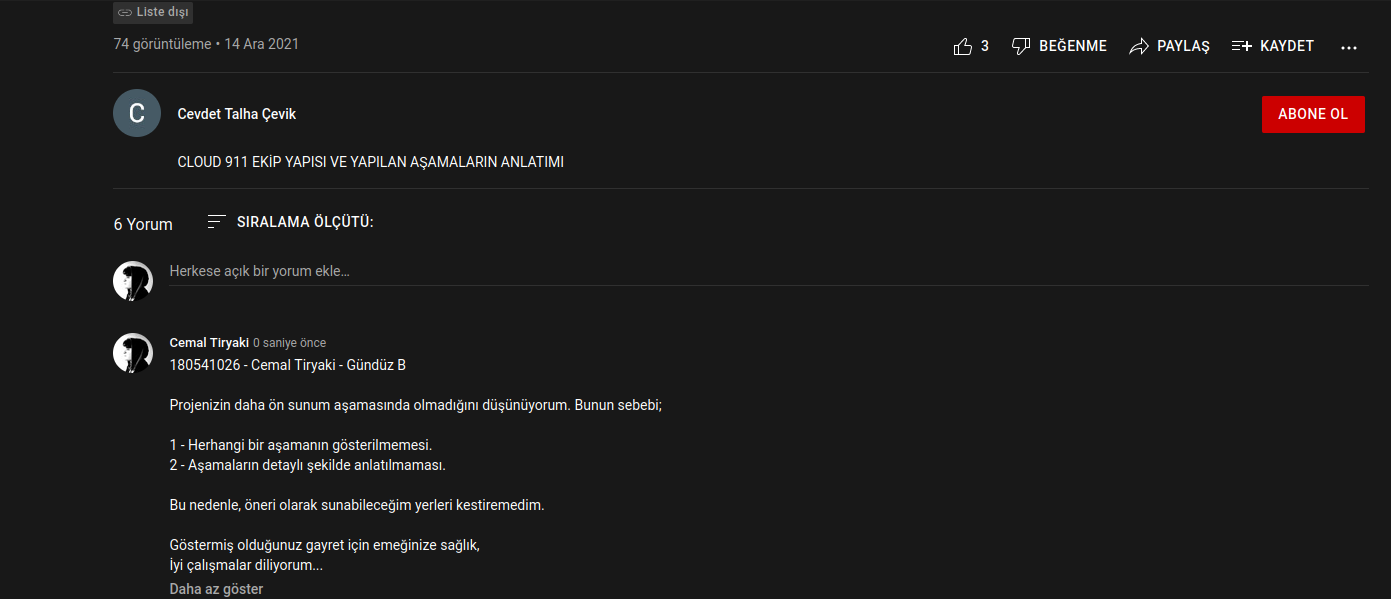 Liste dışı
74 görüntüleme • 14 Ara 2021
3 BEĞENME PAYLAŞ KAYDET ...
C
Cevdet Talha Çevik
ABONE OL
CLOUD 911 EKİP YAPISI VE YAPILAN AŞAMALARIN ANLATIMI
6 Yorum SIRALAMA ÖLÇÜTÜ:
Herkese açık bir yorum ekle...
Cemal Tiryaki 0 saniye önce
180541026 - Cemal Tiryaki - Gündüz B
Projenizin daha ön sunum aşamasında olmadığını düşünüyorum. Bunun sebebi;
1 - Herhangi bir aşamanın gösterilmemesi.
2 - Aşamaların detaylı şekilde anlatılmaması.
Bu nedenle, öneri olarak sunabileceğim yerleri kestiremedim.
Göstermiş olduğunuz gayret için emeğinize sağlık,
İyi çalışmalar diliyorum...
Daha az göster